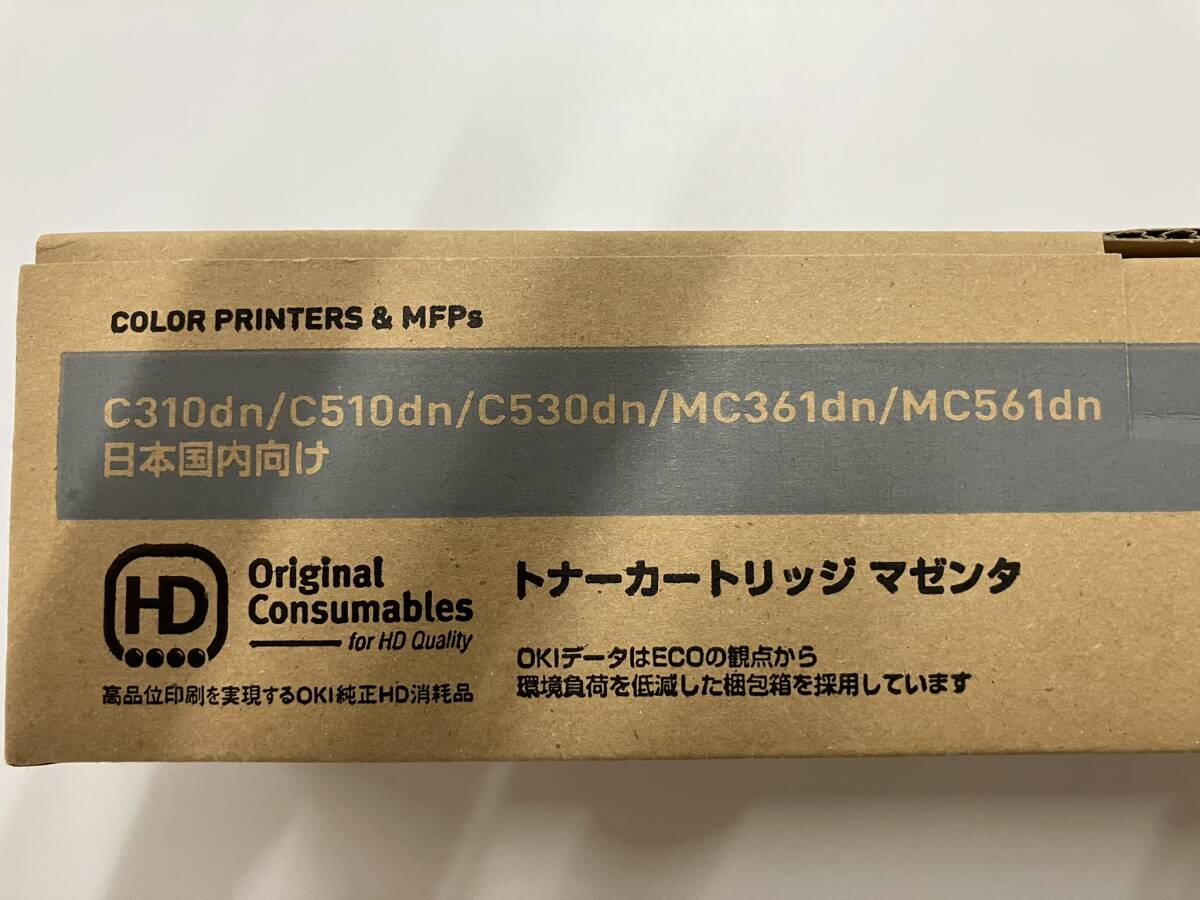 COLOR PRINTERS & MFPs
C310dn/C510dn/C530dn/MC361dn/MC561dn
日本国内向け
HD
Original
Consumables
for HD Quality
高品位印刷を実現するOKI純正HD消耗品
トナーカートリッジ マゼンタ
OKIデータはECOの観点から
環境負荷を低減した梱包箱を採用しています